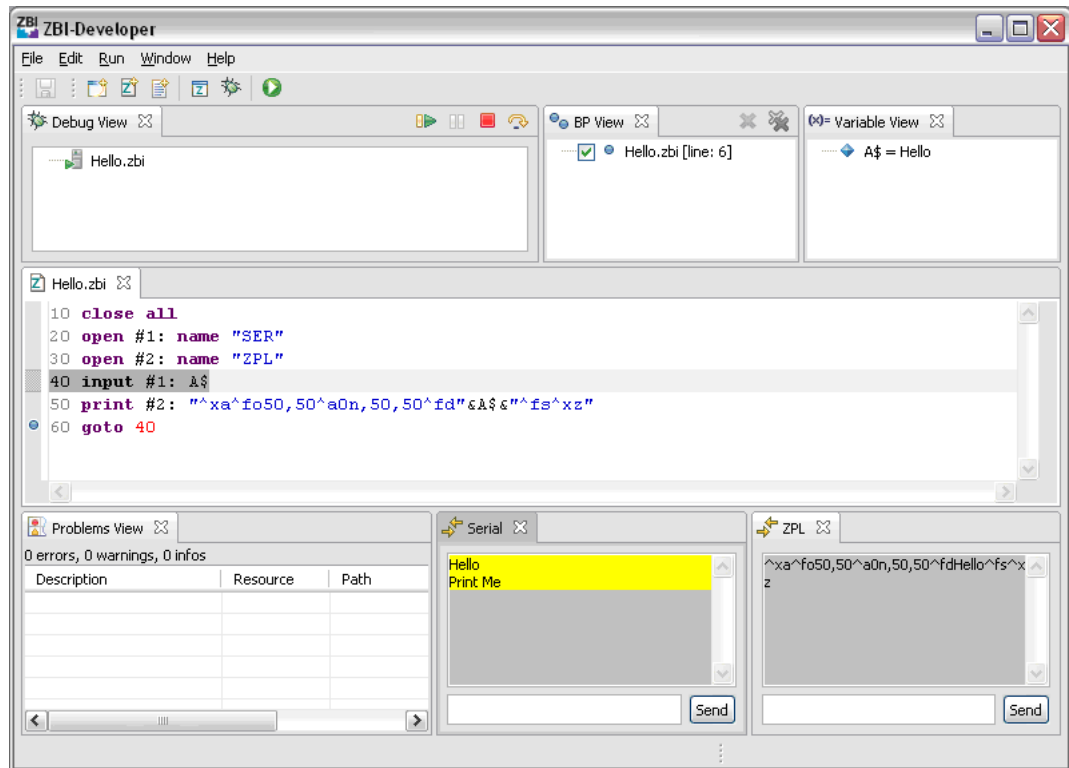 ZBI ZBI-Developer
File Edit Run Window Help
Debug View
BP View
(x)= Variable View
Hello.zbi
Hello.zbi [line: 6]
A$ = Hello
Hello.zbi
10 close all
20 open #1: name "SER"
30 open #2: name "ZPL"
40 input #1: A$
50 print #2: "^xa^fo50,50^a0n,50,50^fd"&A$&"^fs^xz"
60 goto 40
Problems View
0 errors, 0 warnings, 0 infos
Description Resource Path
Serial
Hello
Print Me
Send
ZPL
^xa^fo50,50^a0n,50,50^fdHello^fs^x
z
Send